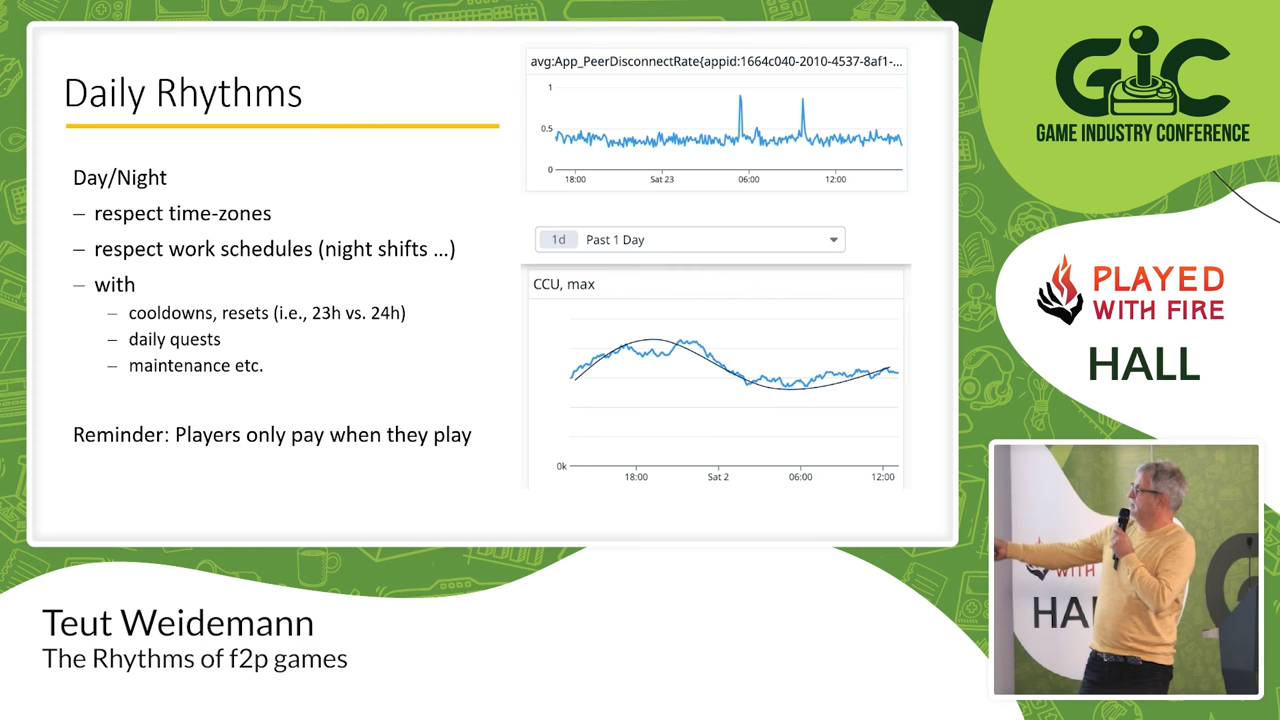 Daily Rhythms
Day/Night
– respect time-zones
– respect work schedules (night shifts ...)
– with
– cooldowns, resets (i.e., 23h vs. 24h)
– daily quests
– maintenance etc.
Reminder: Players only pay when they play
avg:App_PeerDisconnectRate{appid:1664c040-2010-4537-8af1-...
1
0.5
0
18:00 Sat 23 06:00 12:00
1d Past 1 Day
CCU, max
0k
18:00 Sat 2 06:00 12:00
GIC
GAME INDUSTRY CONFERENCE
PLAYED
WITH FIRE
HALL
WITH
HA
Teut Weidemann
The Rhythms of f2p games